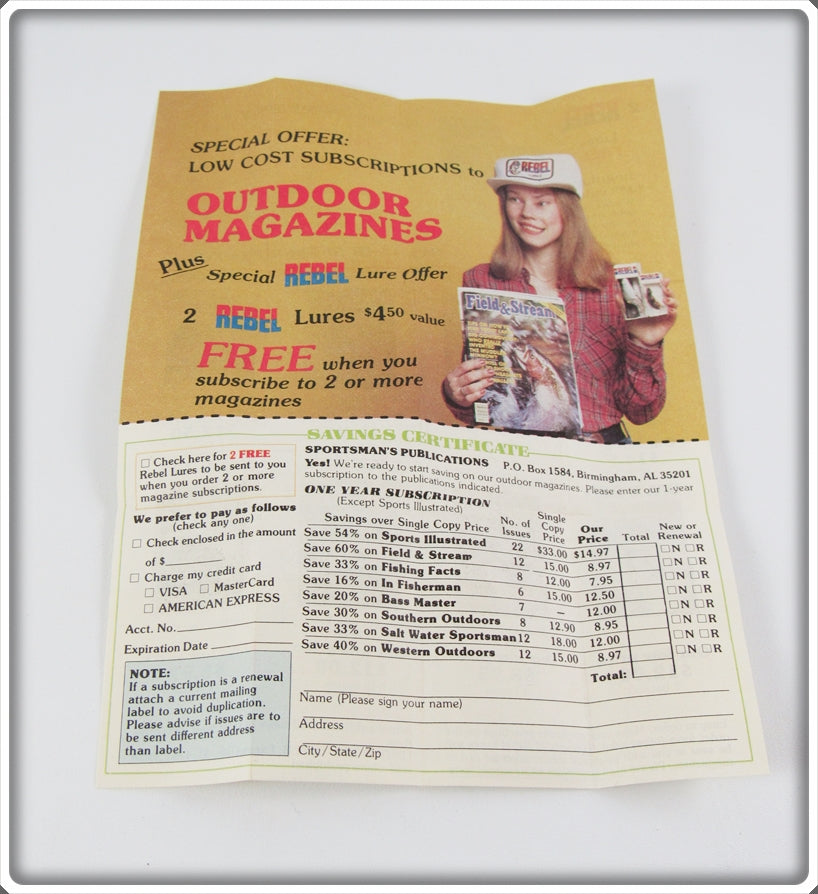 SPECIAL OFFER:
LOW COST SUBSCRIPTIONS to
OUTDOOR
MAGAZINES
Plus
Special REBEL Lure Offer
2 REBEL Lures $4.50 value
FREE when you
subscribe to 2 or more
magazines
REBEL
Field & Stream
REBEL
REBEL
SAVINGS CERTIFICATE
SPORTSMAN'S PUBLICATIONS P.O. Box 1584, Birmingham, AL 35201
Yes! We're ready to start saving on our outdoor magazines. Please enter our 1-year
subscription to the publications indicated.
☐ Check here for 2 FREE
Rebel Lures to be sent to you
when you order 2 or more
magazine subscriptions.
We prefer to pay as follows
(check any one)
☐ Check enclosed in the amount
of $
☐ Charge my credit card
☐ VISA ☐ MasterCard
☐ AMERICAN EXPRESS
Acct. No.
Expiration Date
NOTE:
If a subscription is a renewal
attach a current mailing
label to avoid duplication.
Please advise if issues are to
be sent different address
than label.
ONE YEAR SUBSCRIPTION
(Except Sports Illustrated)
Savings over Single Copy Price No. of Issues Single Copy Price Our Price Total New or Renewal
Save 54% on Sports Illustrated 22 $33.00 $14.97 ☐N ☐R
Save 60% on Field & Stream 12 15.00 8.97 ☐N ☐R
Save 33% on Fishing Facts 8 12.00 7.95 ☐N ☐R
Save 16% on In Fisherman 6 15.00 12.50 ☐N ☐R
Save 20% on Bass Master 7 – 12.00 ☐N ☐R
Save 30% on Southern Outdoors 8 12.90 8.95 ☐N ☐R
Save 33% on Salt Water Sportsman 12 18.00 12.00 ☐N ☐R
Save 40% on Western Outdoors 12 15.00 8.97 ☐N ☐R
Total:
Name (Please sign your name)
Address
City/State/Zip